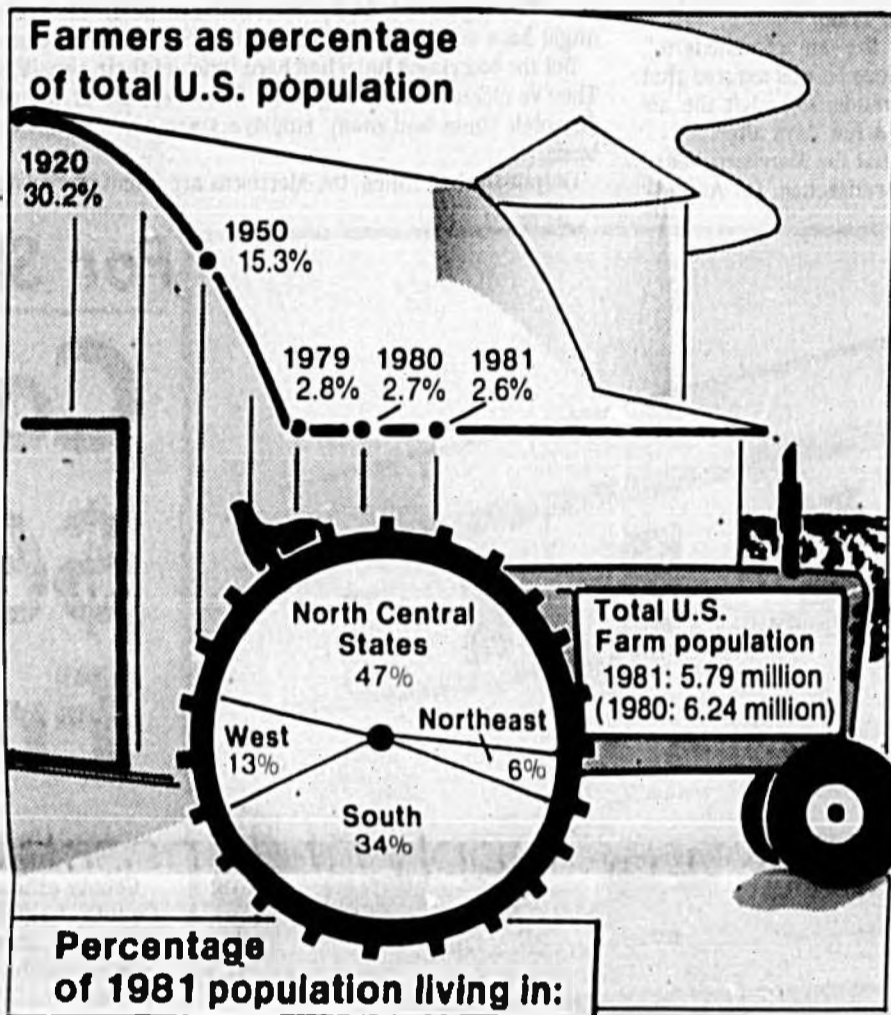 Farmers as percentage
of total U.S. population
1920
30.2%
1950
15.3%
1979
2.8%
1980
2.7%
1981
2.6%
North Central
States
47%
Northeast
6%
West
13%
South
34%
Total U.S.
Farm population
1981: 5.79 million
(1980: 6.24 million)
Percentage
of 1981 population living in: